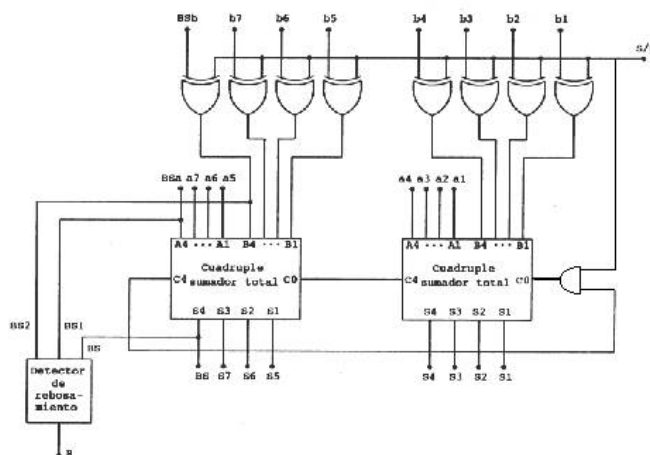 BSb b7 b6 b5 b4 b3 b2 b1
S/
BSa a7 a6 a5 a4 a3 a2 a1
A4 ... A1 B4 ... B1 A4 ... A1 B4 ... B1
C4 Cuadruple sumador total C0 C4 Cuadruple sumador total C0
S4 S3 S2 S1 S4 S3 S2 S1
BS2 BS1 BS
BS S7 S6 S5 S4 S3 S2 S1
Detector
de
rebosa-
miento
R